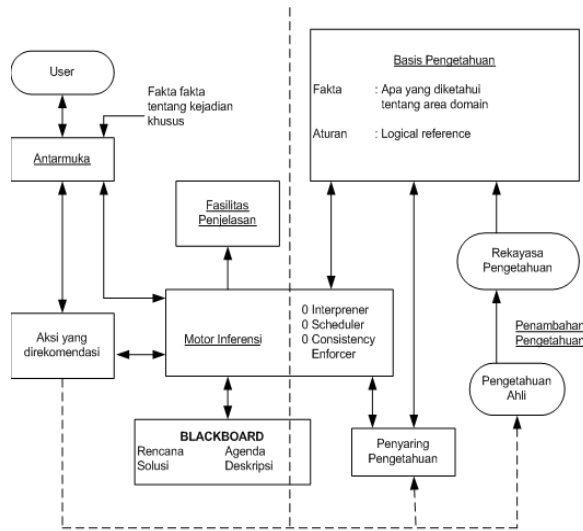 User
Fakta fakta
tentang kejadian
khusus
Antarmuka
Basis Pengetahuan
Fakta : Apa yang diketahui
tentang area domain
Aturan : Logical reference
Fasilitas
Penjelasan
Rekayasa
Pengetahuan
Aksi yang
direkomendasi
Motor Inferensi
0 Interprener
0 Scheduler
0 Consistency
Enforcer
Penambahan
Pengetahuan
Pengetahuan
Ahli
BLACKBOARD
Rencana Agenda
Solusi Deskripsi
Penyaring
Pengetahuan